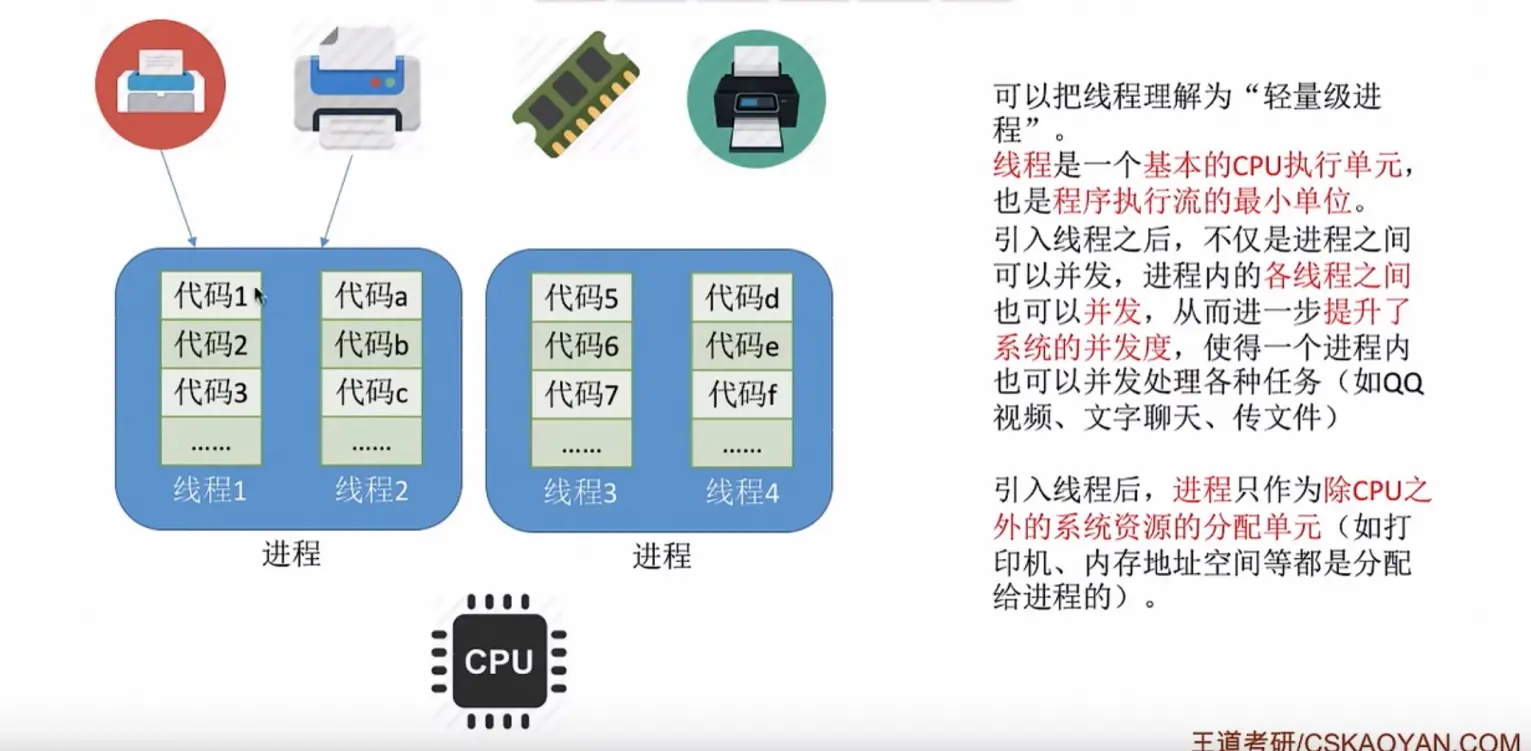 可以把线程理解为“轻量级进
程”。
线程是一个基本的CPU执行单元,
也是程序执行流的最小单位。
引入线程之后，不仅是进程之间
可以并发，进程内的各线程之间
也可以并发，从而进一步提升了
系统的并发度，使得一个进程内
也可以并发处理各种任务（如QQ
视频、文字聊天、传文件）
引入线程后，进程只作为除CPU之
外的系统资源的分配单元（如打
印机、内存地址空间等都是分配
给进程的）。
代码1
代码2
代码3
......
线程1
代码a
代码b
代码c
......
线程2
进程
代码5
代码6
代码7
......
线程3
代码d
代码e
代码f
......
线程4
进程
CPU
王道考研/CSKAOYAN.COM